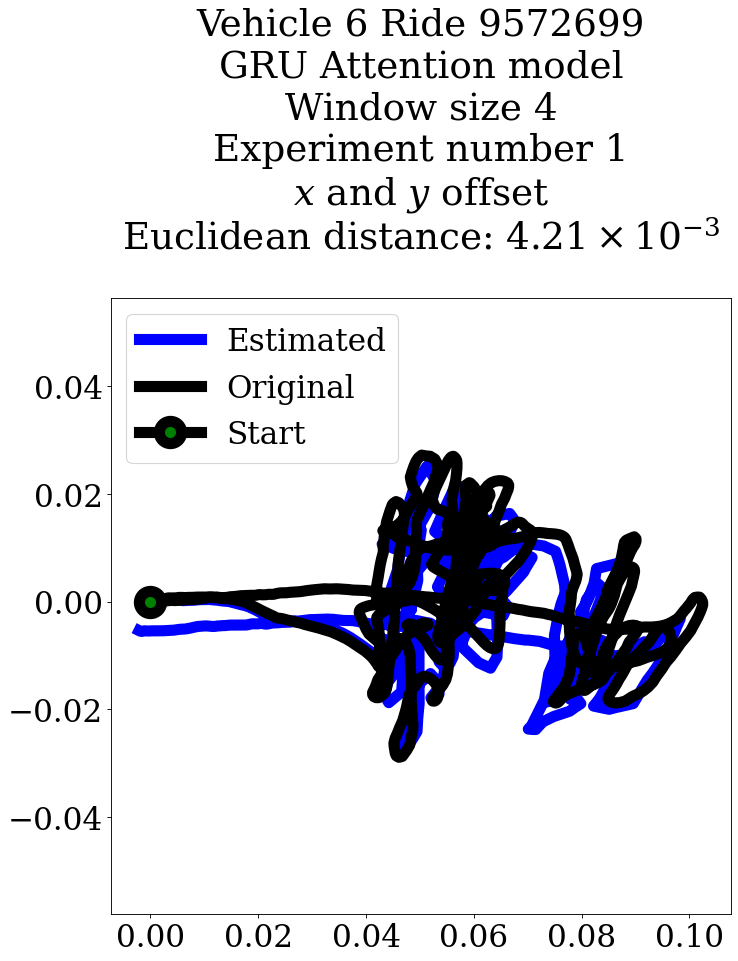 Vehicle 6 Ride 9572699
GRU Attention model
Window size 4
Experiment number 1
x and y offset
Euclidean distance: 4.21 × 10⁻³
Estimated
Original
Start
0.04
0.02
0.00
−0.02
−0.04
0.00 0.02 0.04 0.06 0.08 0.10